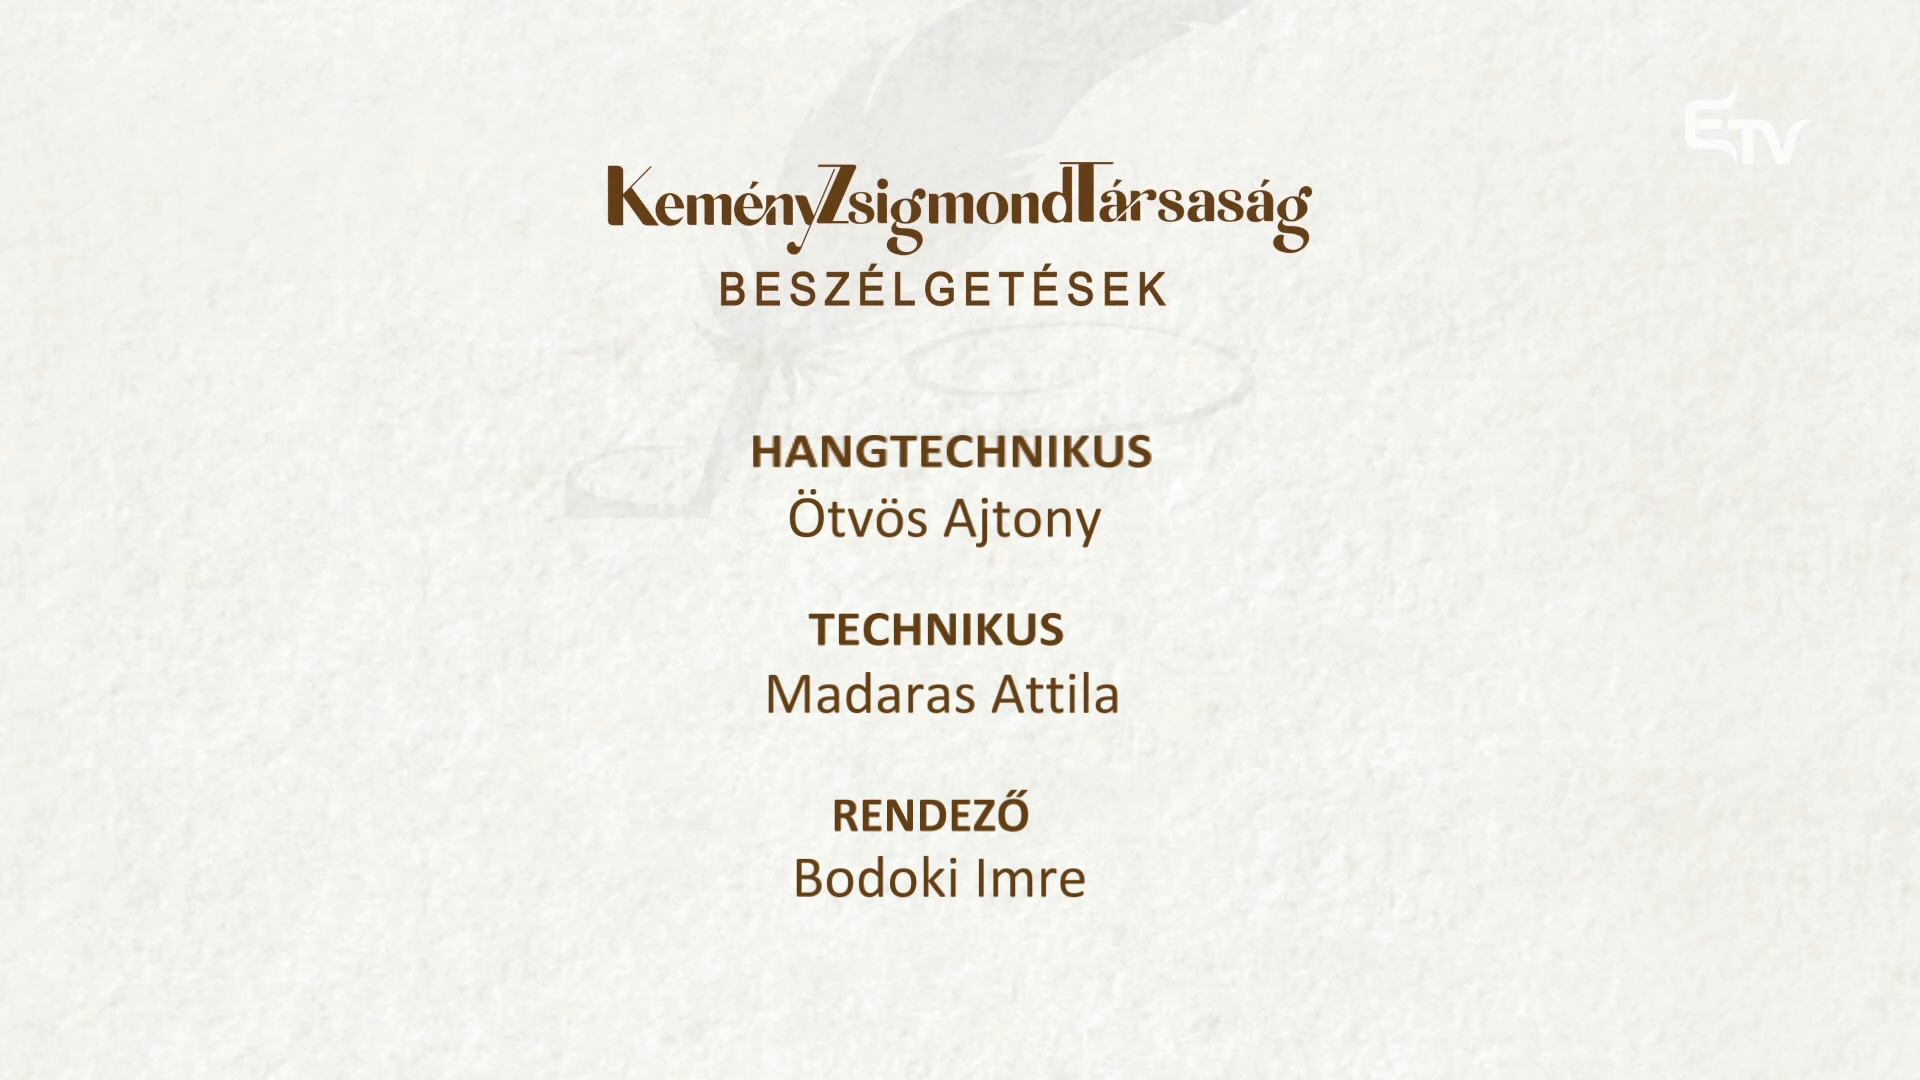 ETV
KeményZsigmondTársaság
BESZÉLGETÉSEK
HANGTECHNIKUS
Ötvös Ajtony
TECHNIKUS
Madaras Attila
RENDEZŐ
Bodoki Imre